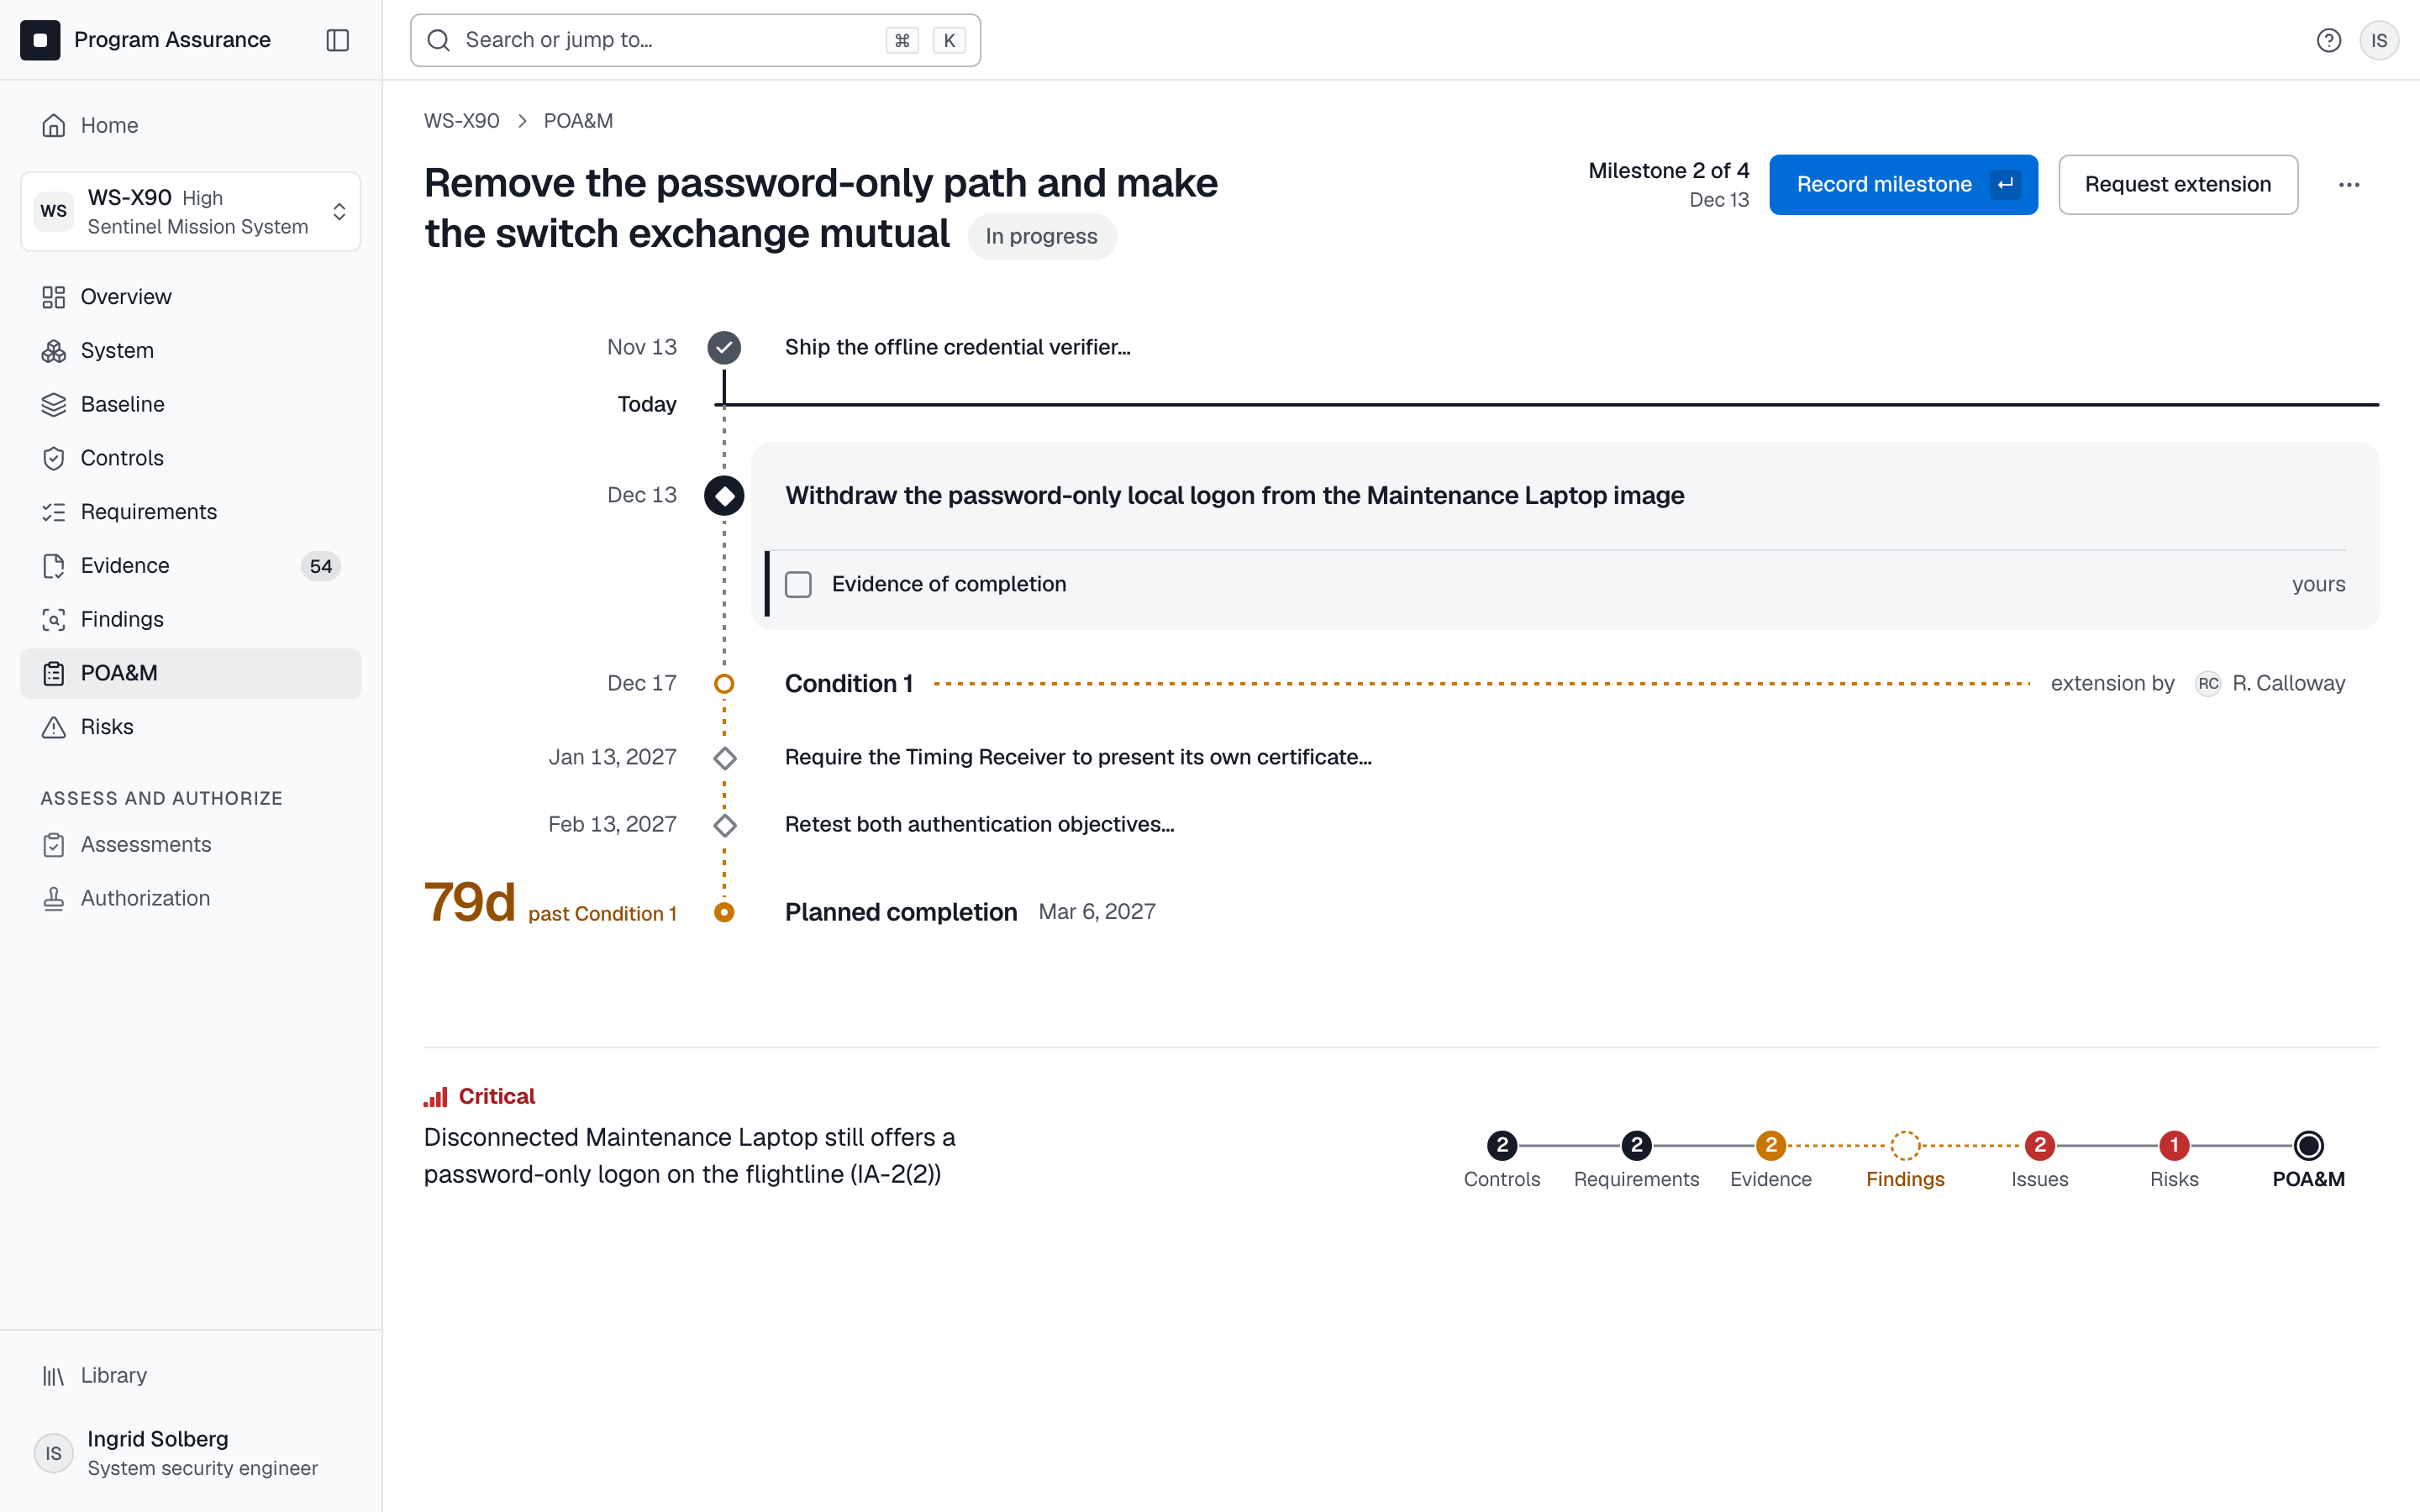 Program Assurance
Search or jump to...
⌘ K
IS
Home
WS
WS-X90 High
Sentinel Mission System
Overview
System
Baseline
Controls
Requirements
Evidence 54
Findings
POA&M
Risks
ASSESS AND AUTHORIZE
Assessments
Authorization
Library
IS
Ingrid Solberg
System security engineer
WS-X90 > POA&M
Remove the password-only path and make
the switch exchange mutual In progress
Milestone 2 of 4
Dec 13
Record milestone
Request extension
Nov 13 Ship the offline credential verifier...
Today
Dec 13 Withdraw the password-only local logon from the Maintenance Laptop image
Evidence of completion yours
Dec 17 Condition 1 extension by RC R. Calloway
Jan 13, 2027 Require the Timing Receiver to present its own certificate...
Feb 13, 2027 Retest both authentication objectives...
79d past Condition 1 Planned completion Mar 6, 2027
Critical
Disconnected Maintenance Laptop still offers a
password-only logon on the flightline (IA-2(2))
2 2 2 2 1
Controls Requirements Evidence Findings Issues Risks POA&M